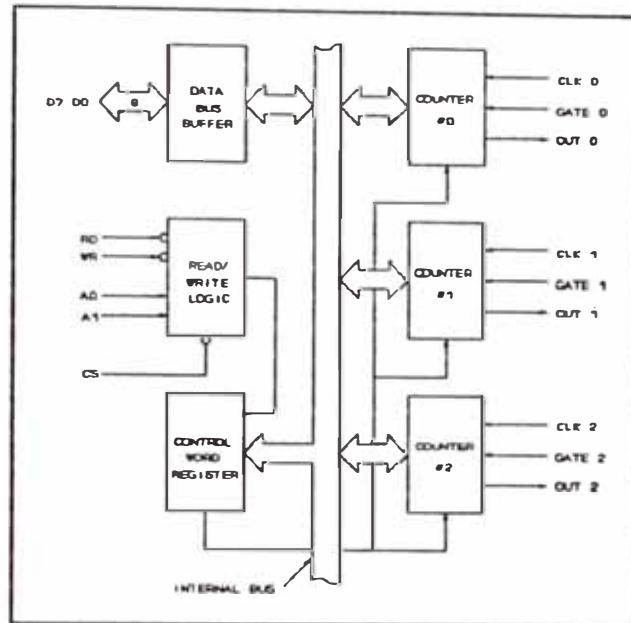 D7 D0
8
DATA
BUS
BUFFER
COUNTER
#0
CLK 0
GATE 0
OUT 0
RD
WR
A0
A1
CS
READ/
WRITE
LOGIC
COUNTER
#1
CLK 1
GATE 1
OUT 1
CONTROL
WORD
REGISTER
COUNTER
#2
CLK 2
GATE 2
OUT 2
INTERNAL BUS